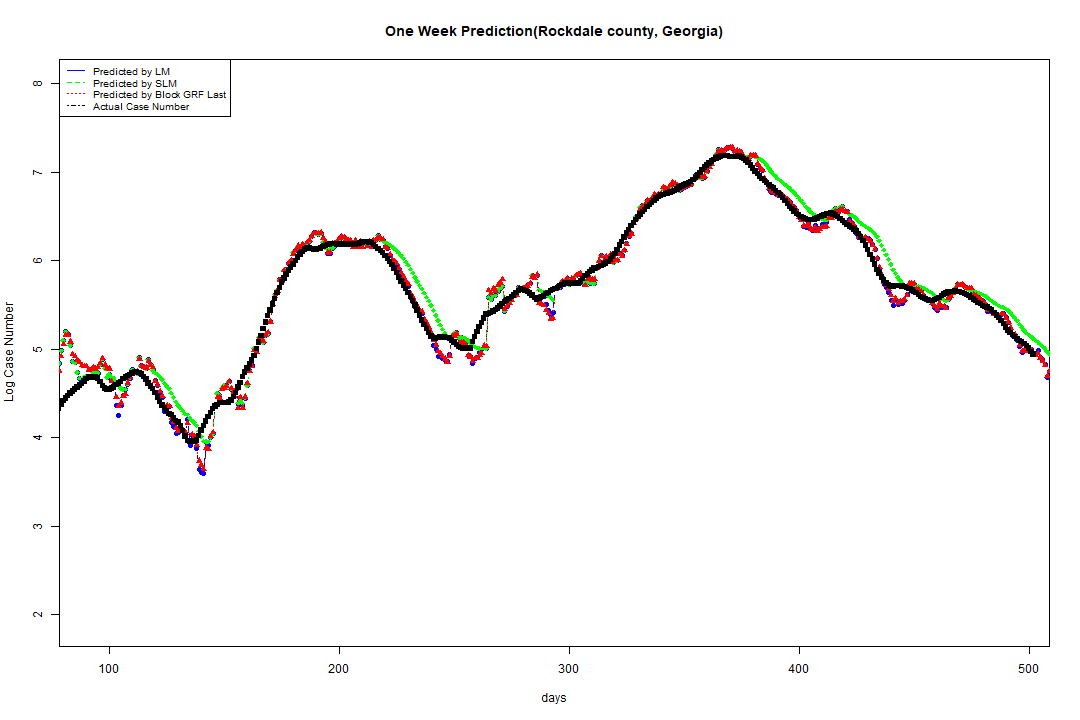 One Week Prediction(Rockdale county, Georgia)
Predicted by LM
Predicted by SLM
Predicted by Block GRF Last
Actual Case Number
8
7
6
5
4
3
2
Log Case Number
100 200 300 400 500
days